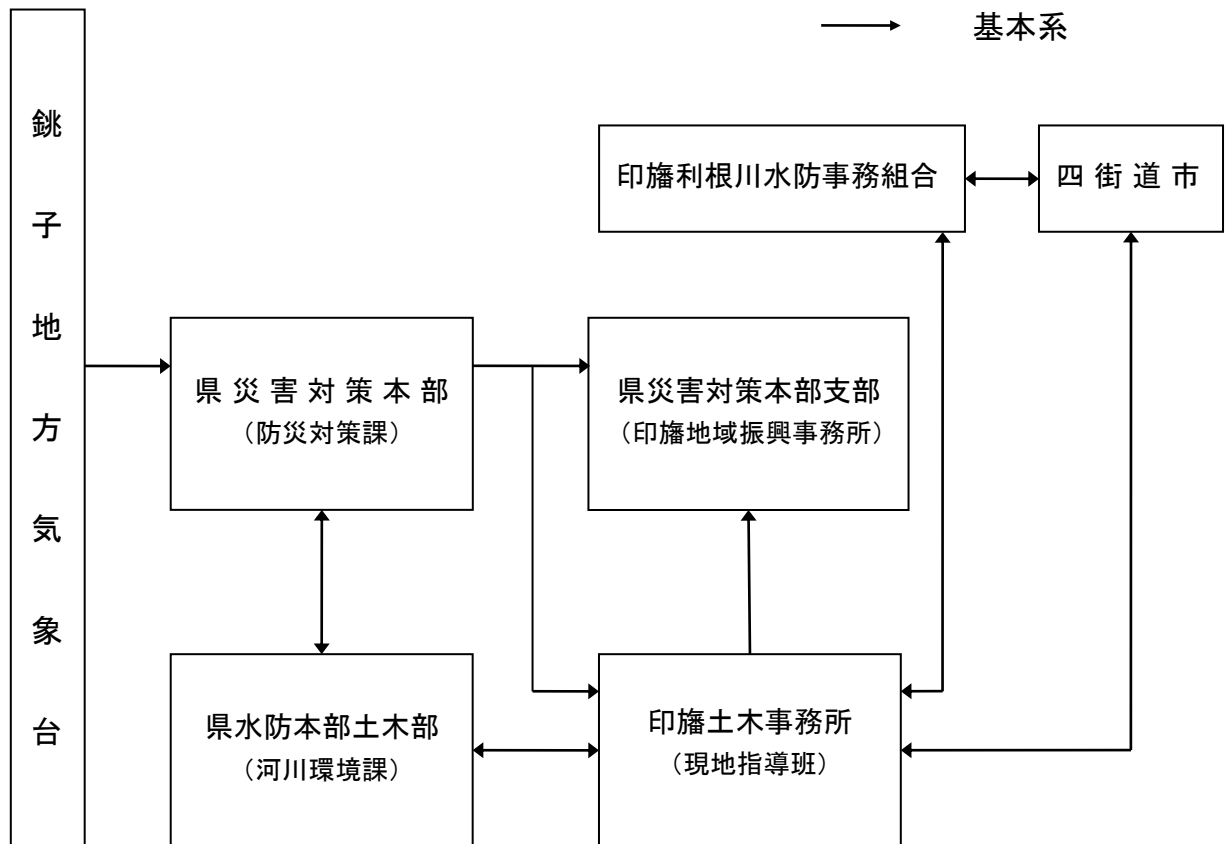 基本系
銚子地方気象台
印旛利根川水防事務組合
四街道市
県災害対策本部
（防災対策課）
県災害対策本部支部
（印旛地域振興事務所）
県水防本部土木部
（河川環境課）
印旛土木事務所
（現地指導班）